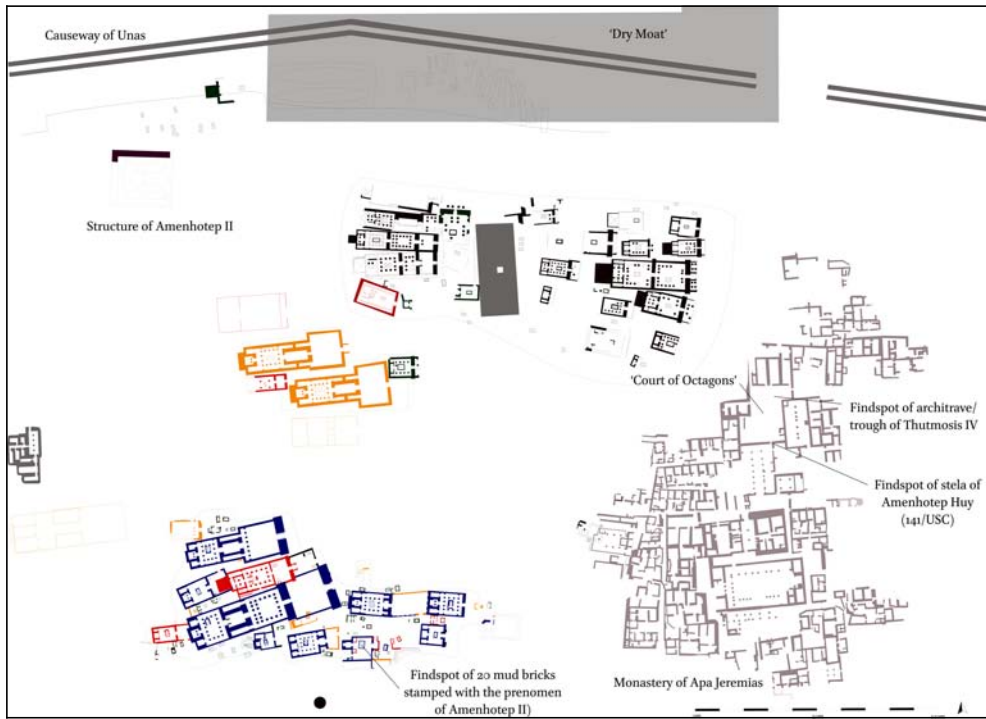 Causeway of Unas
‘Dry Moat’
Structure of Amenhotep II
‘Court of Octagons’
Findspot of architrave/
trough of Thutmosis IV
Findspot of stela of
Amenhotep Huy
(141/USC)
Findspot of 20 mud bricks
stamped with the prenomen
of Amenhotep II)
Monastery of Apa Jeremias